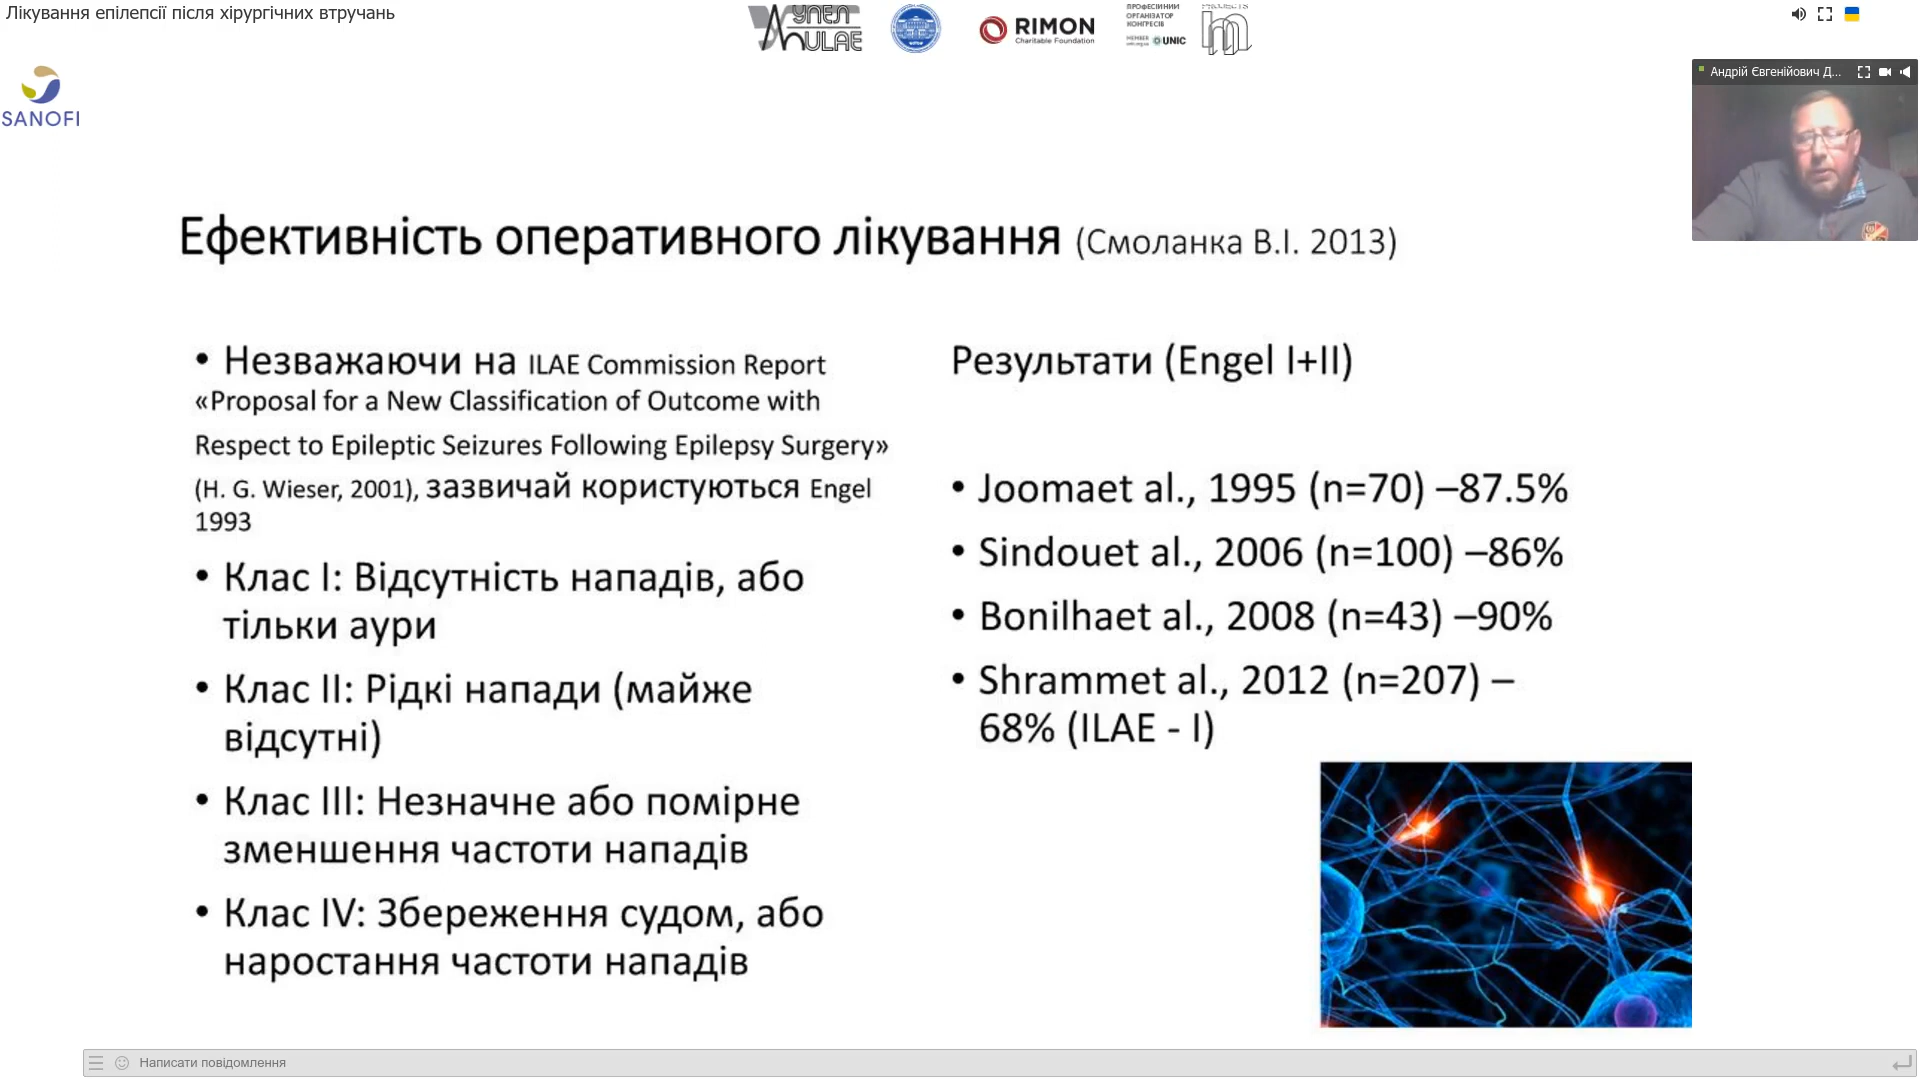 Лікування епілепсії після хірургічних втручань
УПЕЛ
ULAE
RIMON
Charitable Foundation
ПРОФЕСІЙНИЙ
ОРГАНІЗАТОР
КОНГРЕСІВ
MEMBER
UNIC
PROJECTS
Андрій Євгенійович Д...
SANOFI
Ефективність оперативного лікування (Смоланка В.І. 2013)
• Незважаючи на ILAE Commission Report
«Proposal for a New Classification of Outcome with
Respect to Epileptic Seizures Following Epilepsy Surgery»
(H. G. Wieser, 2001), зазвичай користуються Engel
1993
• Клас I: Відсутність нападів, або
тільки аури
• Клас II: Рідкі напади (майже
відсутні)
• Клас III: Незначне або помірне
зменшення частоти нападів
• Клас IV: Збереження судом, або
наростання частоти нападів
Результати (Engel I+II)
• Joomaet al., 1995 (n=70) –87.5%
• Sindouet al., 2006 (n=100) –86%
• Bonilhaet al., 2008 (n=43) –90%
• Shrammet al., 2012 (n=207) –
68% (ILAE - I)
Написати повідомлення